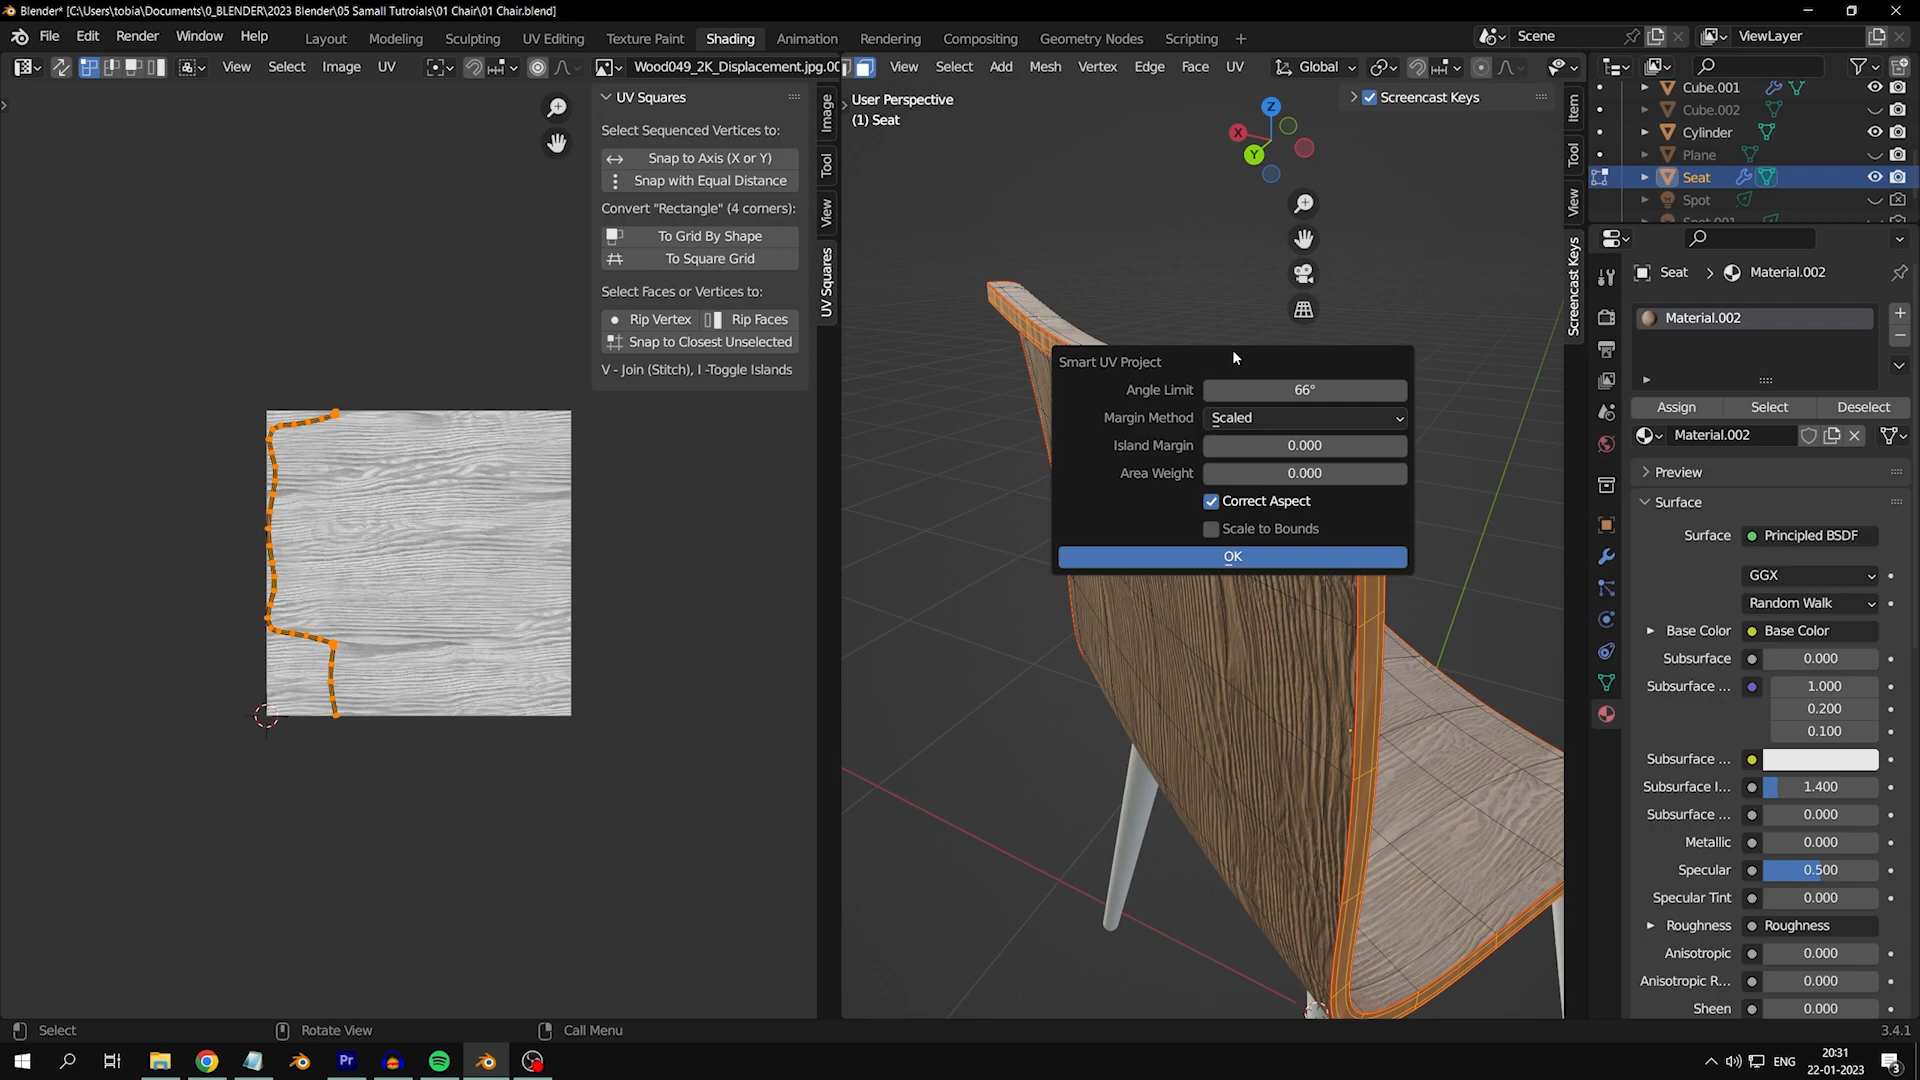 Blender* [C:\Users\tobia\Documents\0_BLENDER\2023 Blender\05 Samall Tutroials\01 Chair\01 Chair.blend]
File Edit Render Window Help Layout Modeling Sculpting UV Editing Texture Paint Shading Animation Rendering Compositing Geometry Nodes Scripting + Scene ViewLayer
View Select Image UV Wood049_2K_Displacement.jpg.00 View Select Add Mesh Vertex Edge Face UV Global
UV Squares
Select Sequenced Vertices to:
Snap to Axis (X or Y)
Snap with Equal Distance
Convert "Rectangle" (4 corners):
To Grid By Shape
To Square Grid
Select Faces or Vertices to:
Rip Vertex Rip Faces
Snap to Closest Unselected
V - Join (Stitch), I -Toggle Islands
Image
Tool
View
UV Squares
User Perspective
(1) Seat
Screencast Keys
Z
X
Y
Item
Tool
View
Screencast Keys
Smart UV Project
Angle Limit 66°
Margin Method Scaled
Island Margin 0.000
Area Weight 0.000
Correct Aspect
Scale to Bounds
OK
Cube.001
Cube.002
Cylinder
Plane
Seat
Spot
Spot.001
Seat > Material.002
Material.002
Assign Select Deselect
Material.002
Preview
Surface
Surface Principled BSDF
GGX
Random Walk
Base Color Base Color
Subsurface 0.000
Subsurface ... 1.000
0.200
0.100
Subsurface ...
Subsurface I... 1.400
Subsurface ... 0.000
Metallic 0.000
Specular 0.500
Specular Tint 0.000
Roughness Roughness
Anisotropic 0.000
Anisotropic R... 0.000
Sheen 0.000
Select Rotate View Call Menu 3.4.1
Pr
ENG
20:31
22-01-2023
3